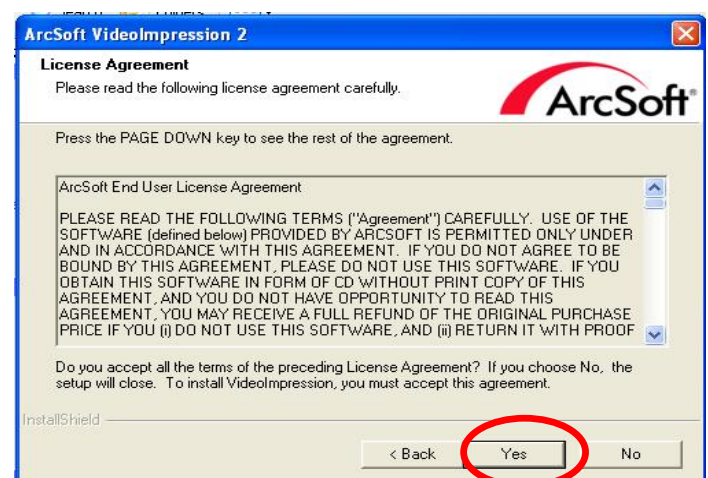 ArcSoft VideoImpression 2
License Agreement
Please read the following license agreement carefully.
ArcSoft®
Press the PAGE DOWN key to see the rest of the agreement.
ArcSoft End User License Agreement
PLEASE READ THE FOLLOWING TERMS ("Agreement") CAREFULLY. USE OF THE
SOFTWARE (defined below) PROVIDED BY ARCSOFT IS PERMITTED ONLY UNDER
AND IN ACCORDANCE WITH THIS AGREEMENT. IF YOU DO NOT AGREE TO BE
BOUND BY THIS AGREEMENT, PLEASE DO NOT USE THIS SOFTWARE. IF YOU
OBTAIN THIS SOFTWARE IN FORM OF CD WITHOUT PRINT COPY OF THIS
AGREEMENT, AND YOU DO NOT HAVE OPPORTUNITY TO READ THIS
AGREEMENT, YOU MAY RECEIVE A FULL REFUND OF THE ORIGINAL PURCHASE
PRICE IF YOU (i) DO NOT USE THIS SOFTWARE, AND (ii) RETURN IT WITH PROOF
Do you accept all the terms of the preceding License Agreement? If you choose No, the
setup will close. To install VideoImpression, you must accept this agreement.
InstallShield
< Back
Yes
No